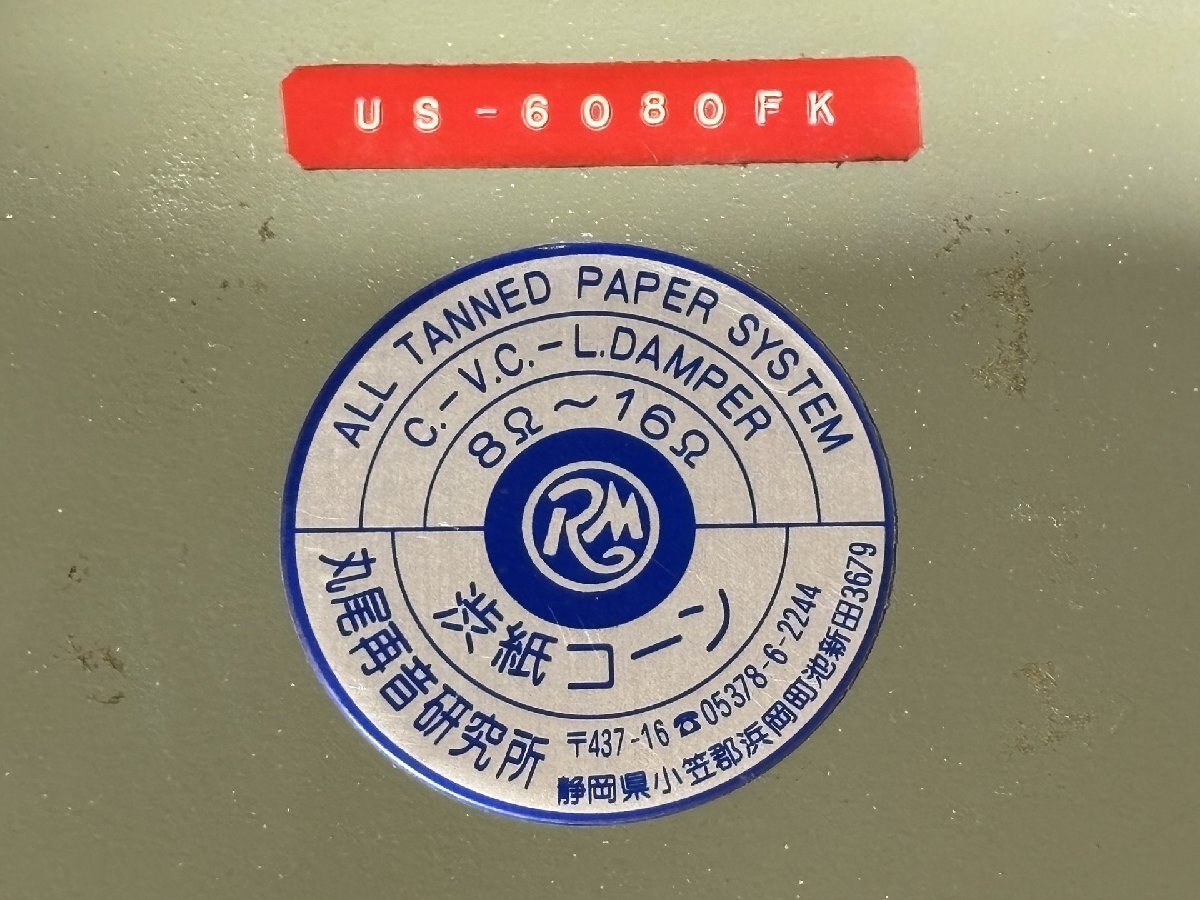 US-6080FK
ALL TANNED PAPER SYSTEM
C.-V.C.-L.DAMPER
8Ω～16Ω
RM
渋紙コーン
丸尾再音研究所
〒437-16 ☎05378-6-2244
静岡県小笠郡浜岡町池新田3679